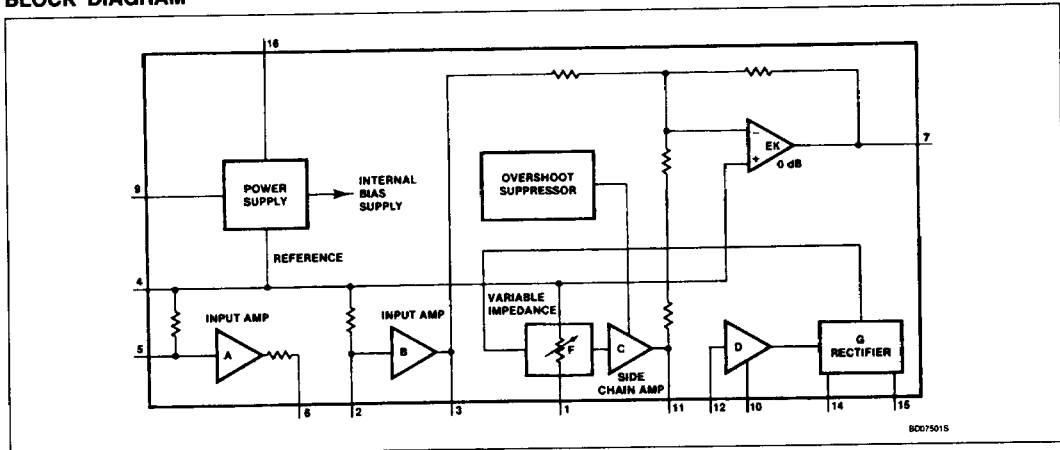 BLOCK DIAGRAM
16
7
EK
0 dB
−
+
OVERSHOOT
SUPPRESSOR
9
POWER
SUPPLY
INTERNAL
BIAS
SUPPLY
REFERENCE
4
VARIABLE
IMPEDANCE
INPUT AMP
INPUT AMP
5
A
B
F
C
SIDE
CHAIN AMP
D
G
RECTIFIER
6
2
3
1
11
12
10
14
15
BD07501S